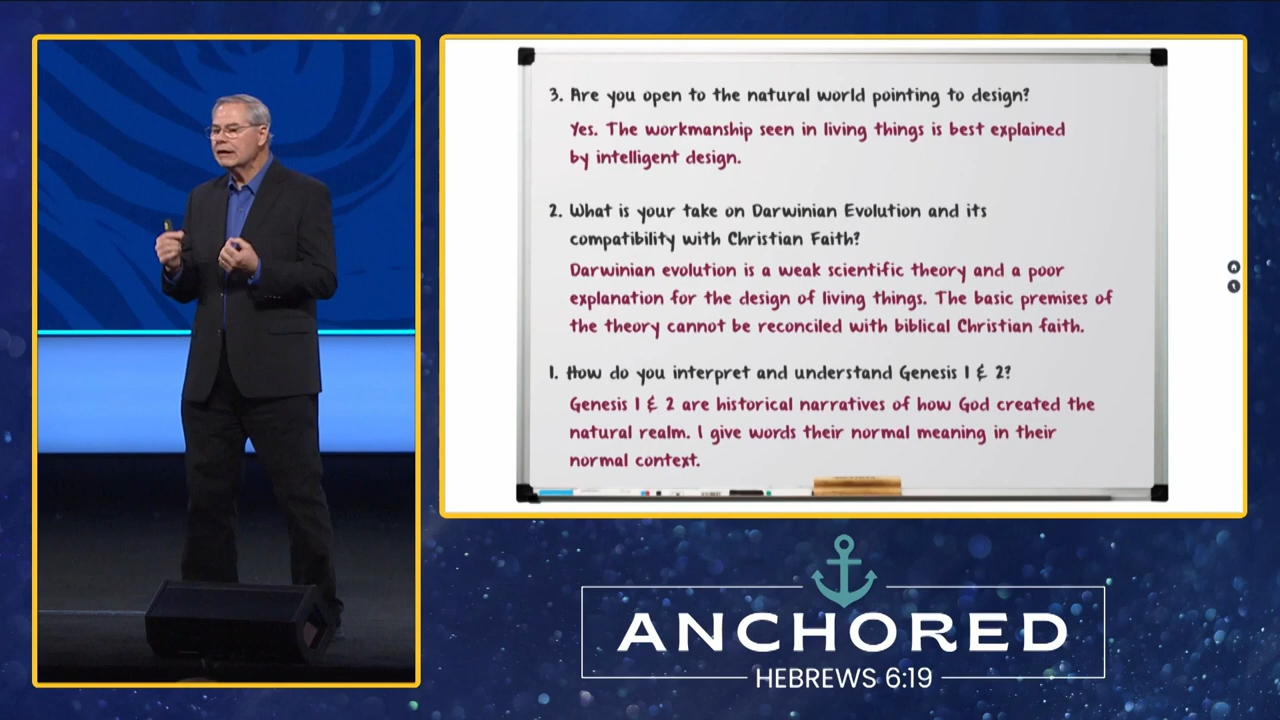 3. Are you open to the natural world pointing to design?
Yes. The workmanship seen in living things is best explained
by intelligent design.
2. What is your take on Darwinian Evolution and its
compatibility with Christian Faith?
Darwinian evolution is a weak scientific theory and a poor
explanation for the design of living things. The basic premises of
the theory cannot be reconciled with biblical Christian faith.
1. How do you interpret and understand Genesis 1 & 2?
Genesis 1 & 2 are historical narratives of how God created the
natural realm. I give words their normal meaning in their
normal context.
ANCHORED
HEBREWS 6:19